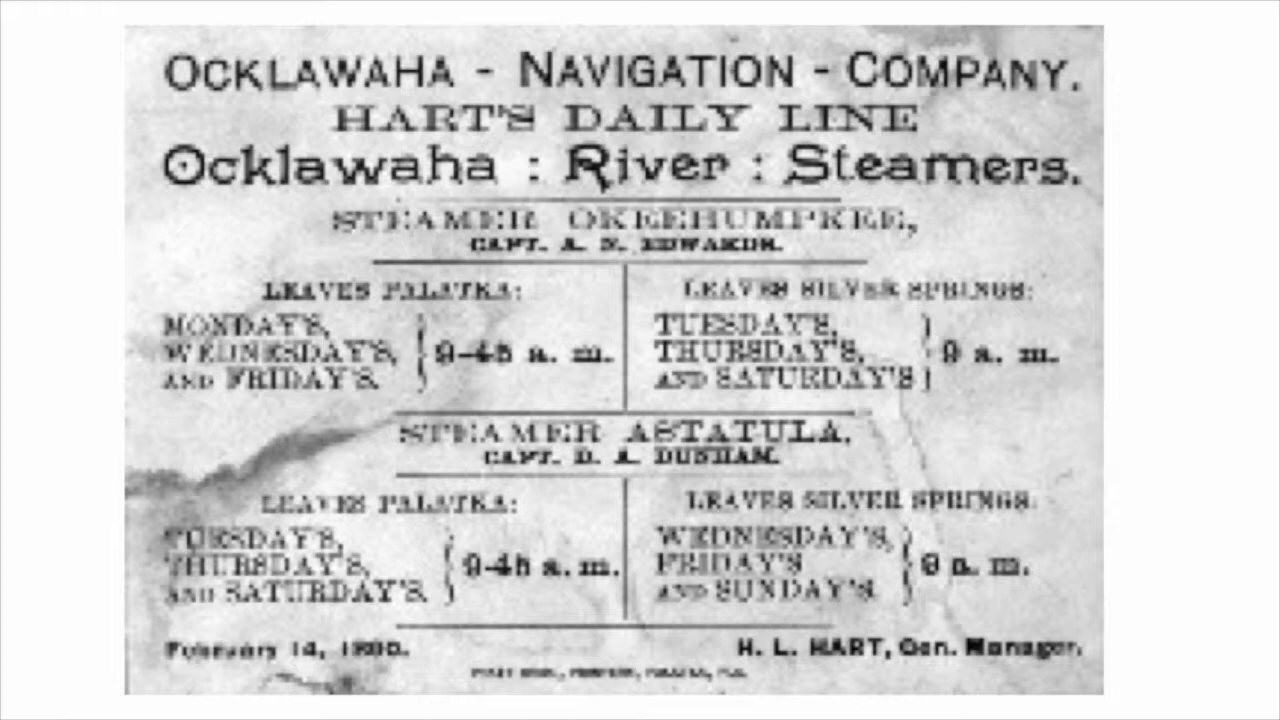 OCKLAWAHA - NAVIGATION - COMPANY.
HART'S DAILY LINE
Ocklawaha : River : Steamers.
STEAMER OKEEHUMPKEE,
CAPT. A. N. EDWARDS.
LEAVES PALATKA:
MONDAY'S,
WEDNESDAY'S,
AND FRIDAY'S.
9-45 a. m.
LEAVES SILVER SPRINGS:
TUESDAY'S,
THURSDAY'S,
AND SATURDAY'S
9 a. m.
STEAMER ASTATULA,
CAPT. D. A. DUNHAM.
LEAVES PALATKA:
TUESDAY'S,
THURSDAY'S,
AND SATURDAY'S.
9-45 a. m.
LEAVES SILVER SPRINGS:
WEDNESDAY'S,
FRIDAY'S
AND SUNDAY'S.
9 a. m.
February 14,
H. L. HART, Gen. Manager.